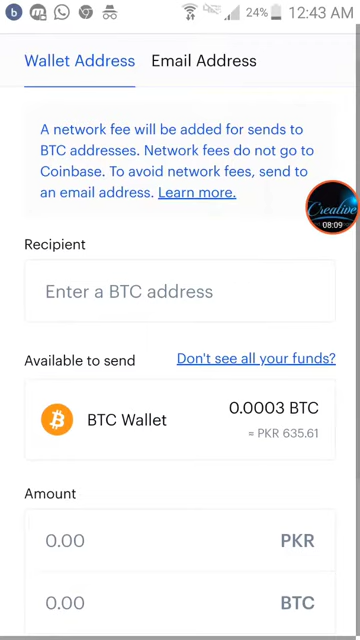 b
24%
12:43 AM
Wallet Address
Email Address
A network fee will be added for sends to
BTC addresses. Network fees do not go to
Coinbase. To avoid network fees, send to
an email address. Learn more.
Creative
08:09
Recipient
Enter a BTC address
Available to send
Don't see all your funds?
BTC Wallet
0.0003 BTC
= PKR 635.61
Amount
0.00
PKR
0.00
BTC